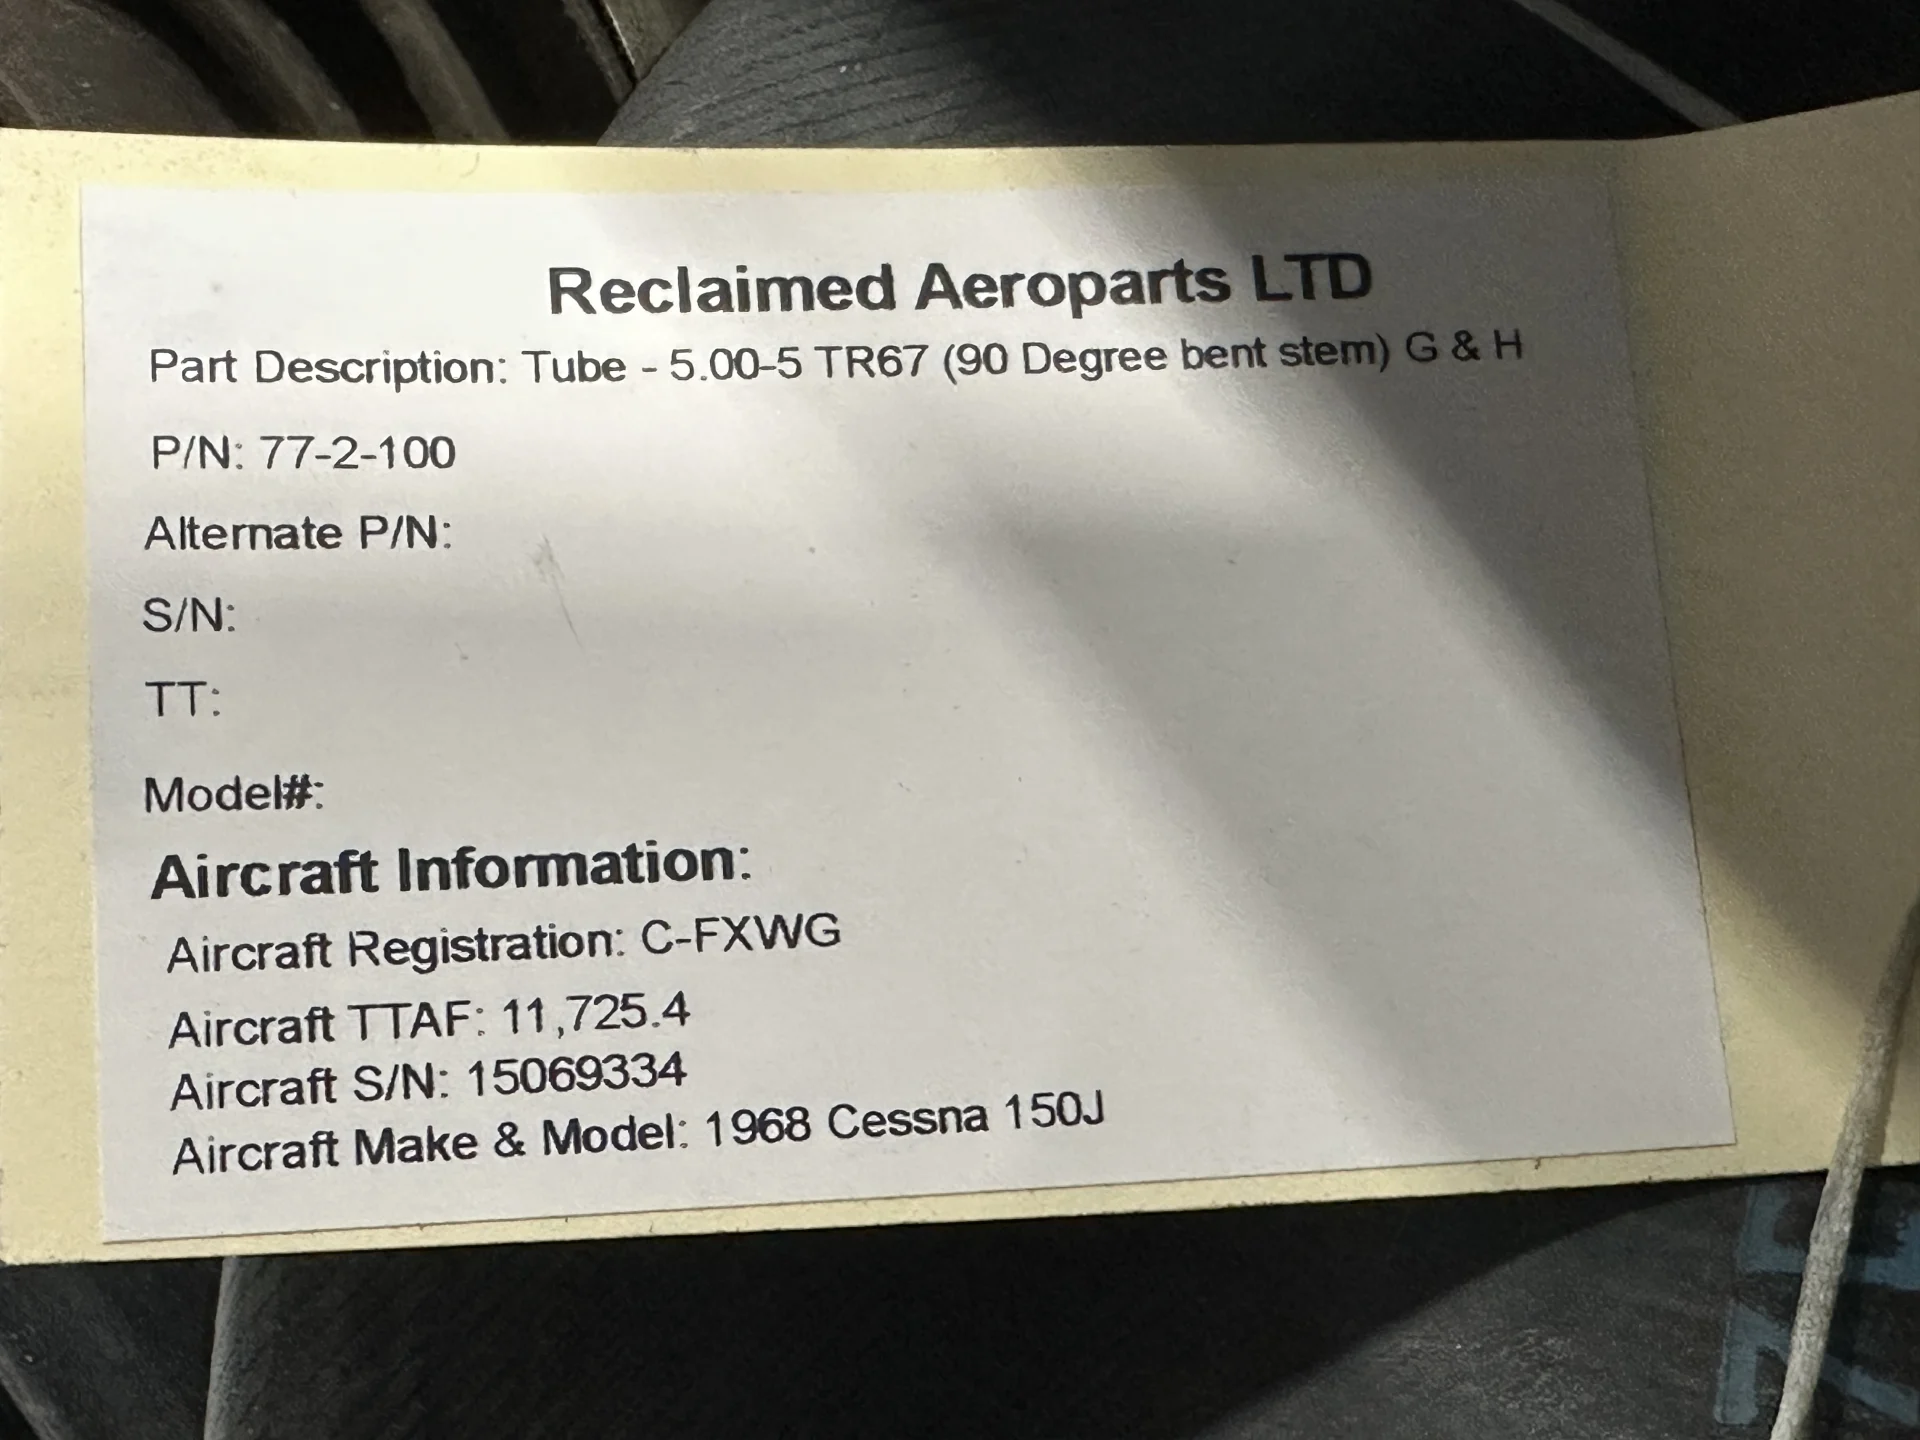 Reclaimed Aeroparts LTD
Part Description: Tube - 5.00-5 TR67 (90 Degree bent stem) G & H
P/N: 77-2-100
Alternate P/N:
S/N:
TT:
Model#:
Aircraft Information:
Aircraft Registration: C-FXWG
Aircraft TTAF: 11,725.4
Aircraft S/N: 15069334
Aircraft Make & Model: 1968 Cessna 150J